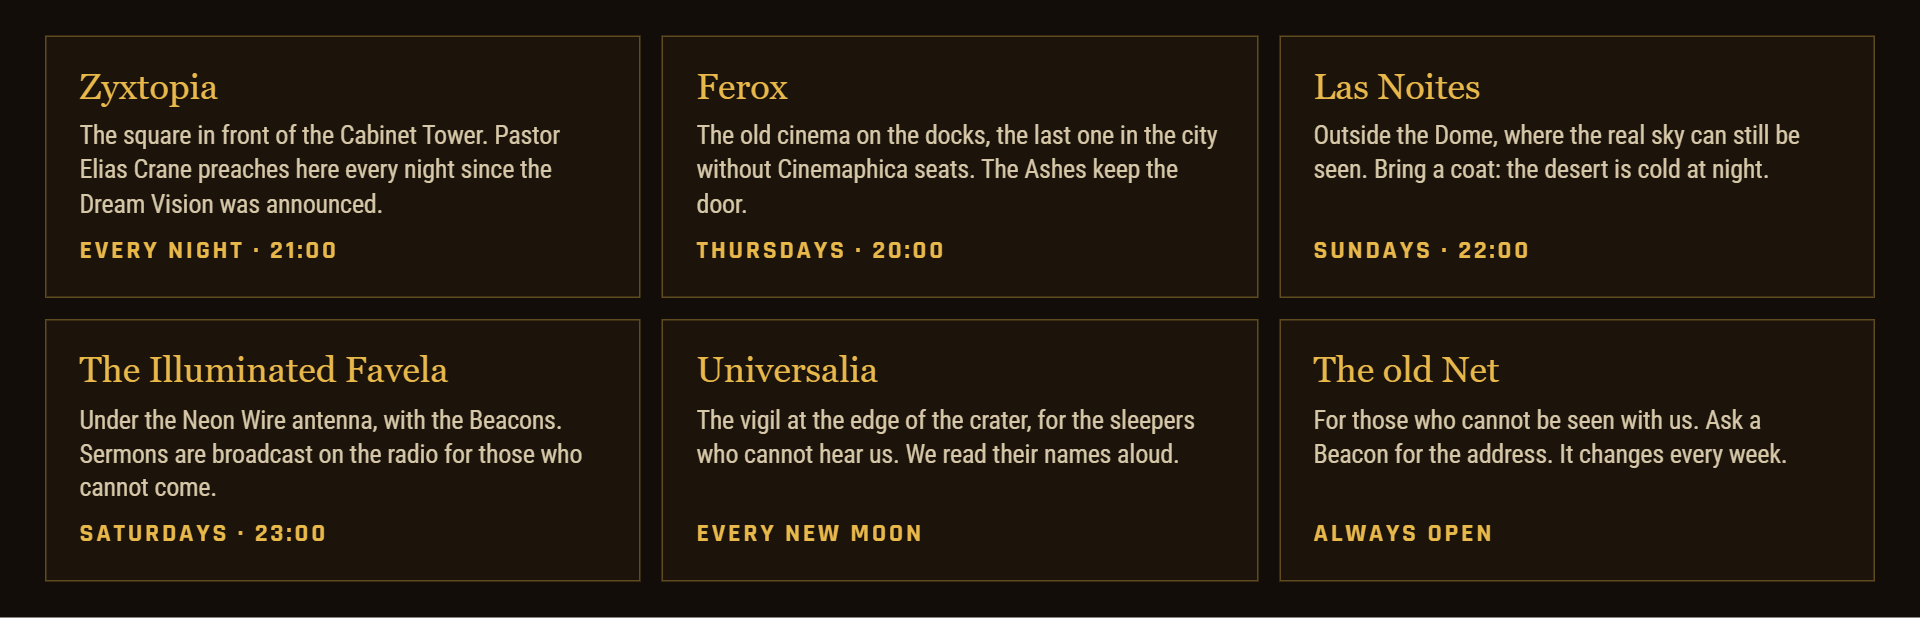 Zyxtopia
The square in front of the Cabinet Tower. Pastor
Elias Crane preaches here every night since the
Dream Vision was announced.
EVERY NIGHT · 21:00
Ferox
The old cinema on the docks, the last one in the city
without Cinemaphica seats. The Ashes keep the
door.
THURSDAYS · 20:00
Las Noites
Outside the Dome, where the real sky can still be
seen. Bring a coat: the desert is cold at night.
SUNDAYS · 22:00
The Illuminated Favela
Under the Neon Wire antenna, with the Beacons.
Sermons are broadcast on the radio for those who
cannot come.
SATURDAYS · 23:00
Universalia
The vigil at the edge of the crater, for the sleepers
who cannot hear us. We read their names aloud.
EVERY NEW MOON
The old Net
For those who cannot be seen with us. Ask a
Beacon for the address. It changes every week.
ALWAYS OPEN